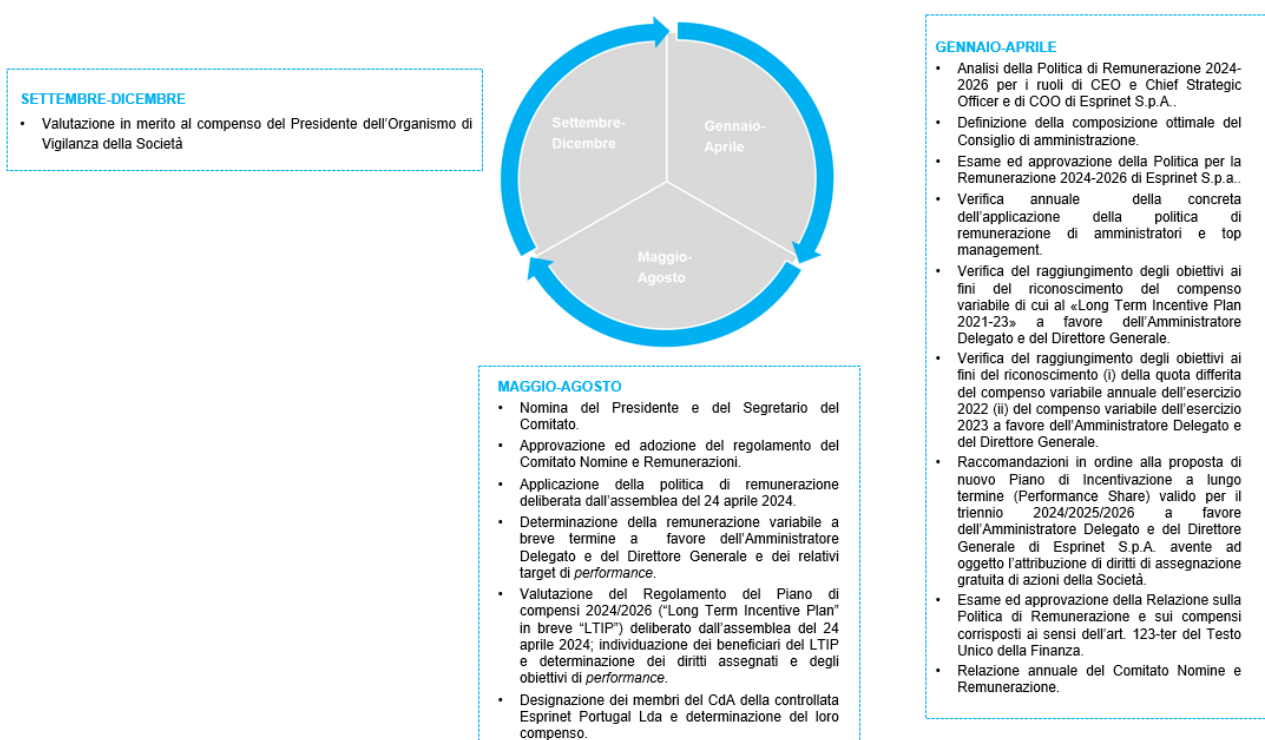 SETTEMBRE-DICEMBRE
• Valutazione in merito al compenso del Presidente dell'Organismo di
Vigilanza della Società
Settembre-
Dicembre
Gennaio-
Aprile
Maggio-
Agosto
MAGGIO-AGOSTO
• Nomina del Presidente e del Segretario del
Comitato.
• Approvazione ed adozione del regolamento del
Comitato Nomine e Remunerazioni.
• Applicazione della politica di remunerazione
deliberata dall'assemblea del 24 aprile 2024.
• Determinazione della remunerazione variabile a
breve termine a favore dell'Amministratore
Delegato e del Direttore Generale e dei relativi
target di performance.
• Valutazione del Regolamento del Piano di
compensi 2024/2026 ("Long Term Incentive Plan"
in breve "LTIP") deliberato dall'assemblea del 24
aprile 2024; individuazione dei beneficiari del LTIP
e determinazione dei diritti assegnati e degli
obiettivi di performance.
• Designazione dei membri del CdA della controllata
Esprinet Portugal Lda e determinazione del loro
compenso.
GENNAIO-APRILE
• Analisi della Politica di Remunerazione 2024-
2026 per i ruoli di CEO e Chief Strategic
Officer e di COO di Esprinet S.p.A..
• Definizione della composizione ottimale del
Consiglio di amministrazione.
• Esame ed approvazione della Politica per la
Remunerazione 2024-2026 di Esprinet S.p.a..
• Verifica annuale della concreta
dell'applicazione della politica di
remunerazione di amministratori e top
management.
• Verifica del raggiungimento degli obiettivi ai
fini del riconoscimento del compenso
variabile di cui al «Long Term Incentive Plan
2021-23» a favore dell'Amministratore
Delegato e del Direttore Generale.
• Verifica del raggiungimento degli obiettivi ai
fini del riconoscimento (i) della quota differita
del compenso variabile annuale dell'esercizio
2022 (ii) del compenso variabile dell'esercizio
2023 a favore dell'Amministratore Delegato e
del Direttore Generale.
• Raccomandazioni in ordine alla proposta di
nuovo Piano di Incentivazione a lungo
termine (Performance Share) valido per il
triennio 2024/2025/2026 a favore
dell'Amministratore Delegato e del Direttore
Generale di Esprinet S.p.A. avente ad
oggetto l'attribuzione di diritti di assegnazione
gratuita di azioni della Società.
• Esame ed approvazione della Relazione sulla
Politica di Remunerazione e sui compensi
corrisposti ai sensi dell'art. 123-ter del Testo
Unico della Finanza.
• Relazione annuale del Comitato Nomine e
Remunerazione.